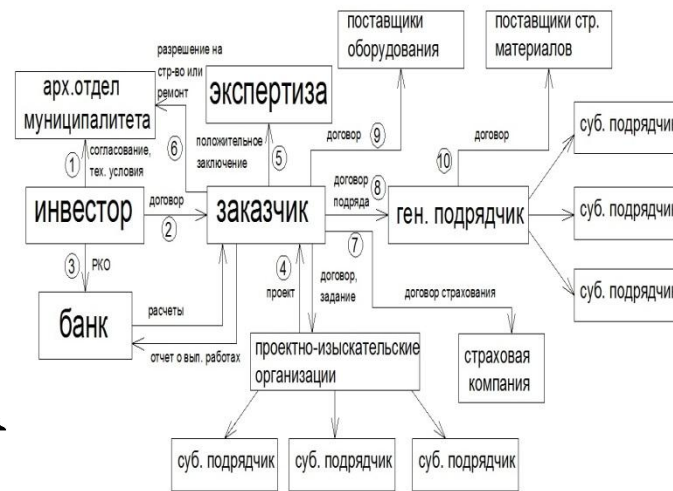 поставщики
оборудования
поставщики стр.
материалов
разрешение на
стр-во или
ремонт
арх.отдел
муниципалитета
экспертиза
суб. подрядчик
договор
9
договор
10
1
согласование,
тех. условия
6
положительное
заключение
5
инвестор
договор
2
заказчик
договор
подряда
8
ген. подрядчик
суб. подрядчик
7
3
РКО
4
проект
договор,
задание
договор страхования
суб. подрядчик
банк
расчеты
отчет о вып. работах
проектно-изыскательские
организации
страховая
компания
суб. подрядчик
суб. подрядчик
суб. подрядчик